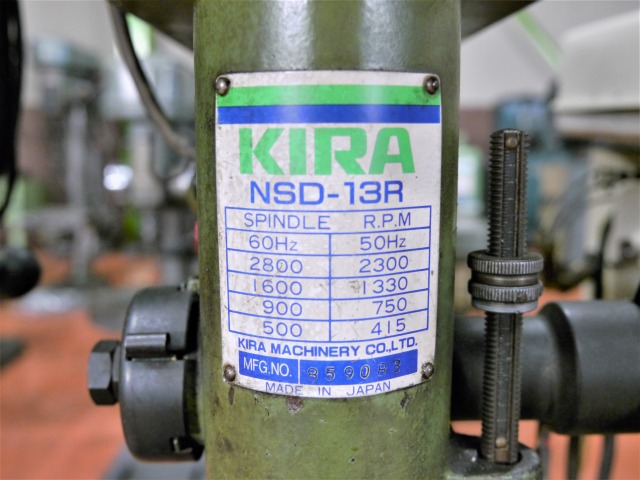 KIRA
NSD-13R
SPINDLE R.P.M
60Hz 50Hz
2800 2300
1600 1330
900 750
500 415
KIRA MACHINERY CO.,LTD.
MFG.NO.
MADE IN JAPAN